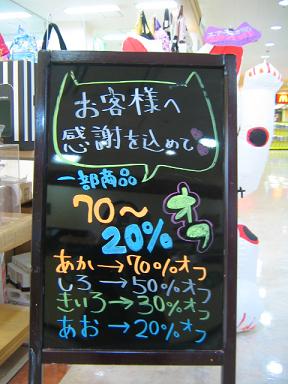 お客様へ
感謝を込めて
一部商品
70～
20%
オフ
あか→70%オフ
しろ→50%オフ
きいろ→30%オフ
あお→20%オフ